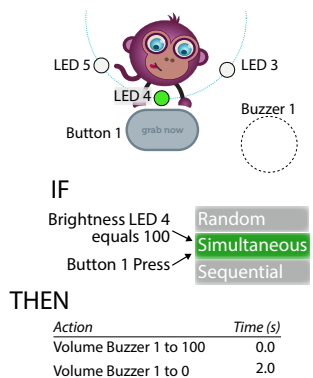 LED 5
LED 3
LED 4
Buzzer 1
Button 1
grab now
IF
Brightness LED 4
equals 100
Button 1 Press
Random
Simultaneous
Sequential
THEN
Action Time (s)
Volume Buzzer 1 to 100 0.0
Volume Buzzer 1 to 0 2.0